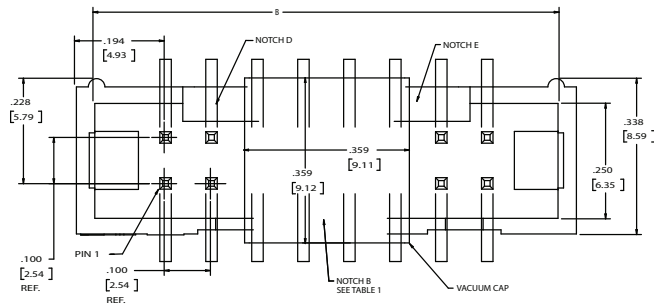 B
.194
[4.93]
NOTCH D
NOTCH E
.228
[5.79]
.338
[8.59]
.359
[9.11]
.359
[9.12]
.250
[6.35]
PIN 1
.100
[2.54]
REF.
.100
[2.54]
REF.
NOTCH B
SEE TABLE 1
VACUUM CAP